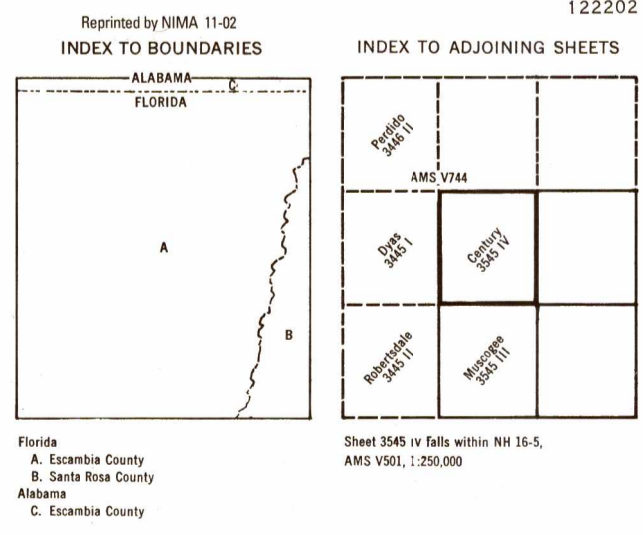 122202
Reprinted by NIMA 11-02
INDEX TO BOUNDARIES
ALABAMA
C
FLORIDA
A
B
Florida
A. Escambia County
B. Santa Rosa County
Alabama
C. Escambia County
INDEX TO ADJOINING SHEETS
Perdido
3446 II
AMS V744
Dyas
3445 I
Century
3545 IV
Robertsdale
3445 II
Muscogee
3545 III
Sheet 3545 IV falls within NH 16-5,
AMS V501, 1:250,000